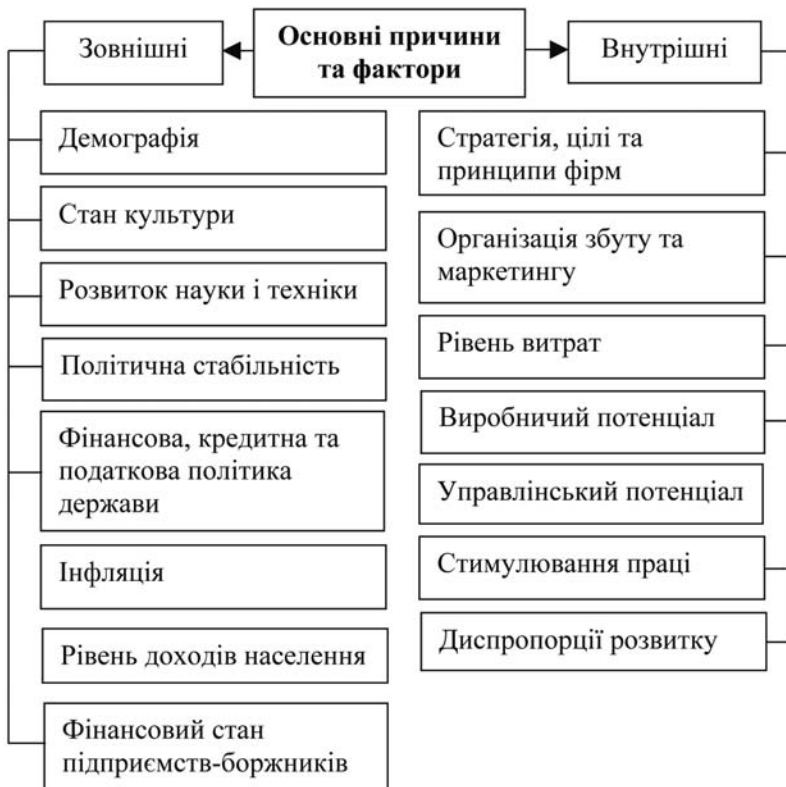 Зовнішні
Основні причини
та фактори
Внутрішні
Демографія
Стан культури
Розвиток науки і техніки
Політична стабільність
Фінансова, кредитна та
податкова політика
держави
Інфляція
Рівень доходів населення
Фінансовий стан
підприємств-боржників
Стратегія, цілі та
принципи фірм
Організація збуту та
маркетингу
Рівень витрат
Виробничий потенціал
Управлінський потенціал
Стимулювання праці
Диспропорції розвитку